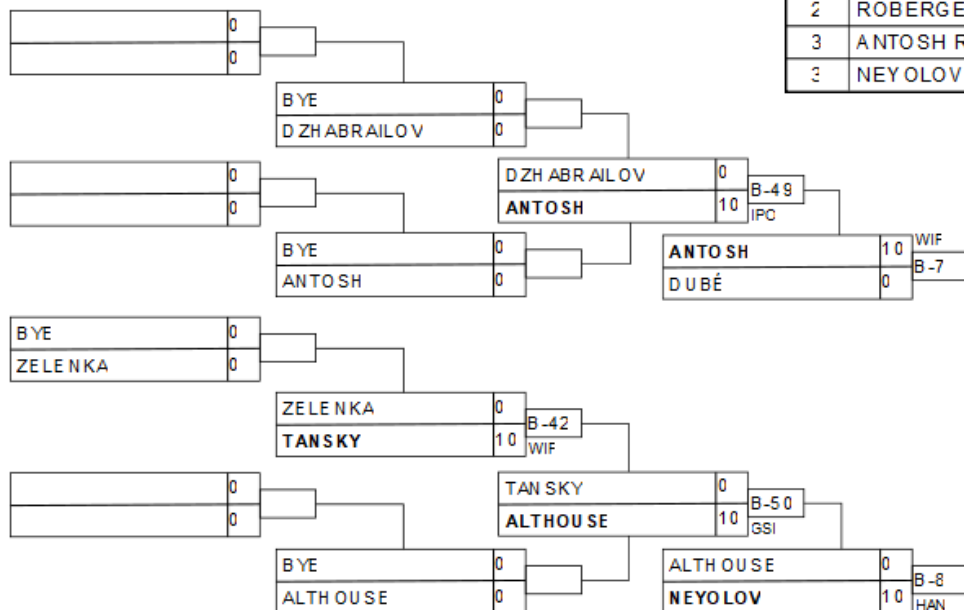 2 ROBERGE
3 ANTOSH R
3 NEYOLOV
0
0
BYE 0
DZHABRAILOV 0
0
0
DZHABRAILOV 0
ANTOSH 10
B-49
IPO
BYE 0
ANTOSH 0
ANTOSH 10
DUBÉ 0
WIF
B-7
BYE 0
ZELENKA 0
ZELENKA 0
TANSKY 10
B-42
WIF
0
0
TANSKY 0
ALTHOUSE 10
B-50
GSI
BYE 0
ALTHOUSE 0
ALTHOUSE 0
NEYOLOV 10
B-8
HAN